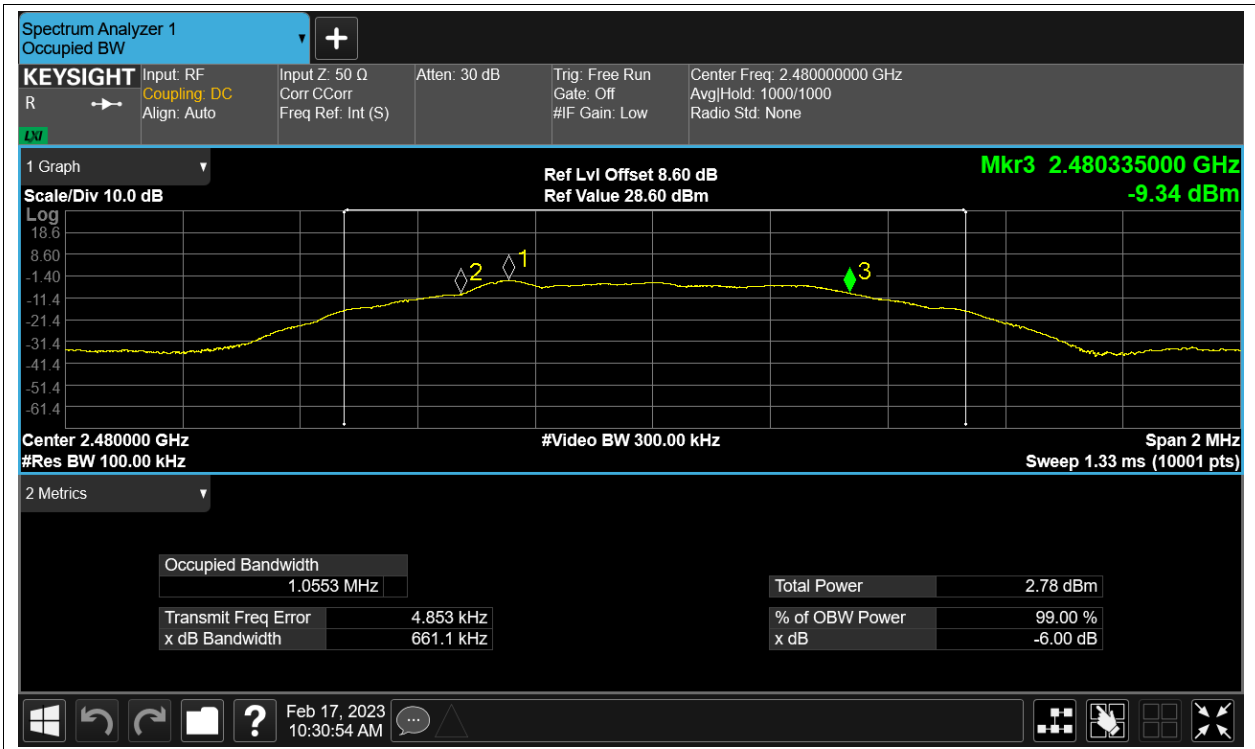 Spectrum Analyzer 1
Occupied BW
KEYSIGHT
R
LXI
Input: RF
Coupling: DC
Align: Auto
Input Z: 50 Ω
Corr CCorr
Freq Ref: Int (S)
Atten: 30 dB
Trig: Free Run
Gate: Off
#IF Gain: Low
Center Freq: 2.480000000 GHz
Avg|Hold: 1000/1000
Radio Std: None
1 Graph
Scale/Div 10.0 dB
Ref Lvl Offset 8.60 dB
Ref Value 28.60 dBm
Mkr3 2.480335000 GHz
-9.34 dBm
Log
18.6
8.60
-1.40
-11.4
-21.4
-31.4
-41.4
-51.4
-61.4
2
1
3
Center 2.480000 GHz
#Res BW 100.00 kHz
#Video BW 300.00 kHz
Span 2 MHz
Sweep 1.33 ms (10001 pts)
2 Metrics
Occupied Bandwidth
1.0553 MHz
Transmit Freq Error 4.853 kHz
x dB Bandwidth 661.1 kHz
Total Power 2.78 dBm
% of OBW Power 99.00 %
x dB -6.00 dB
?
Feb 17, 2023
10:30:54 AM